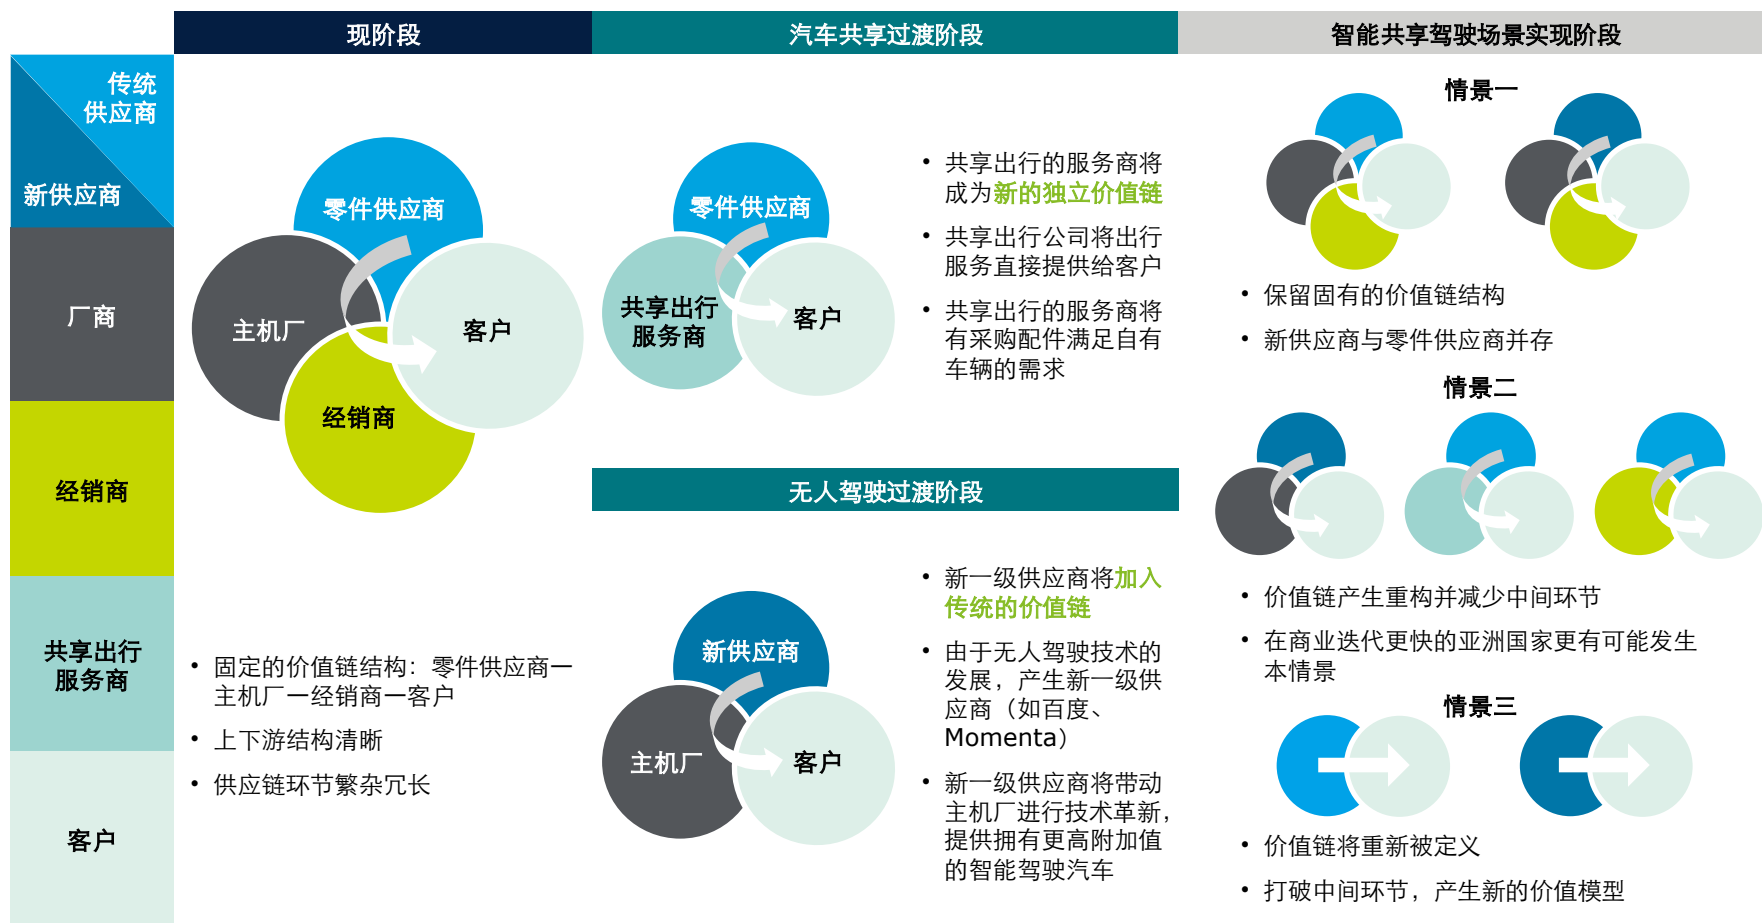 现阶段
汽车共享过渡阶段
智能共享驾驶场景实现阶段
传统
供应商
新供应商
厂商
经销商
共享出行
服务商
客户
零件供应商
主机厂
经销商
客户
• 固定的价值链结构：零件供应商一
主机厂一经销商一客户
• 上下游结构清晰
• 供应链环节繁杂冗长
零件供应商
共享出行
服务商
客户
• 共享出行的服务商将
成为新的独立价值链
• 共享出行公司将出行
服务直接提供给客户
• 共享出行的服务商将
有采购配件满足自有
车辆的需求
无人驾驶过渡阶段
新供应商
主机厂
客户
• 新一级供应商将加入
传统的价值链
• 由于无人驾驶技术的
发展，产生新一级供
应商（如百度、
Momenta）
• 新一级供应商将带动
主机厂进行技术革新，
提供拥有更高附加值
的智能驾驶汽车
情景一
• 保留固有的价值链结构
• 新供应商与零件供应商并存
情景二
• 价值链产生重构并减少中间环节
• 在商业迭代更快的亚洲国家更有可能发生
本情景
情景三
• 价值链将重新被定义
• 打破中间环节，产生新的价值模型